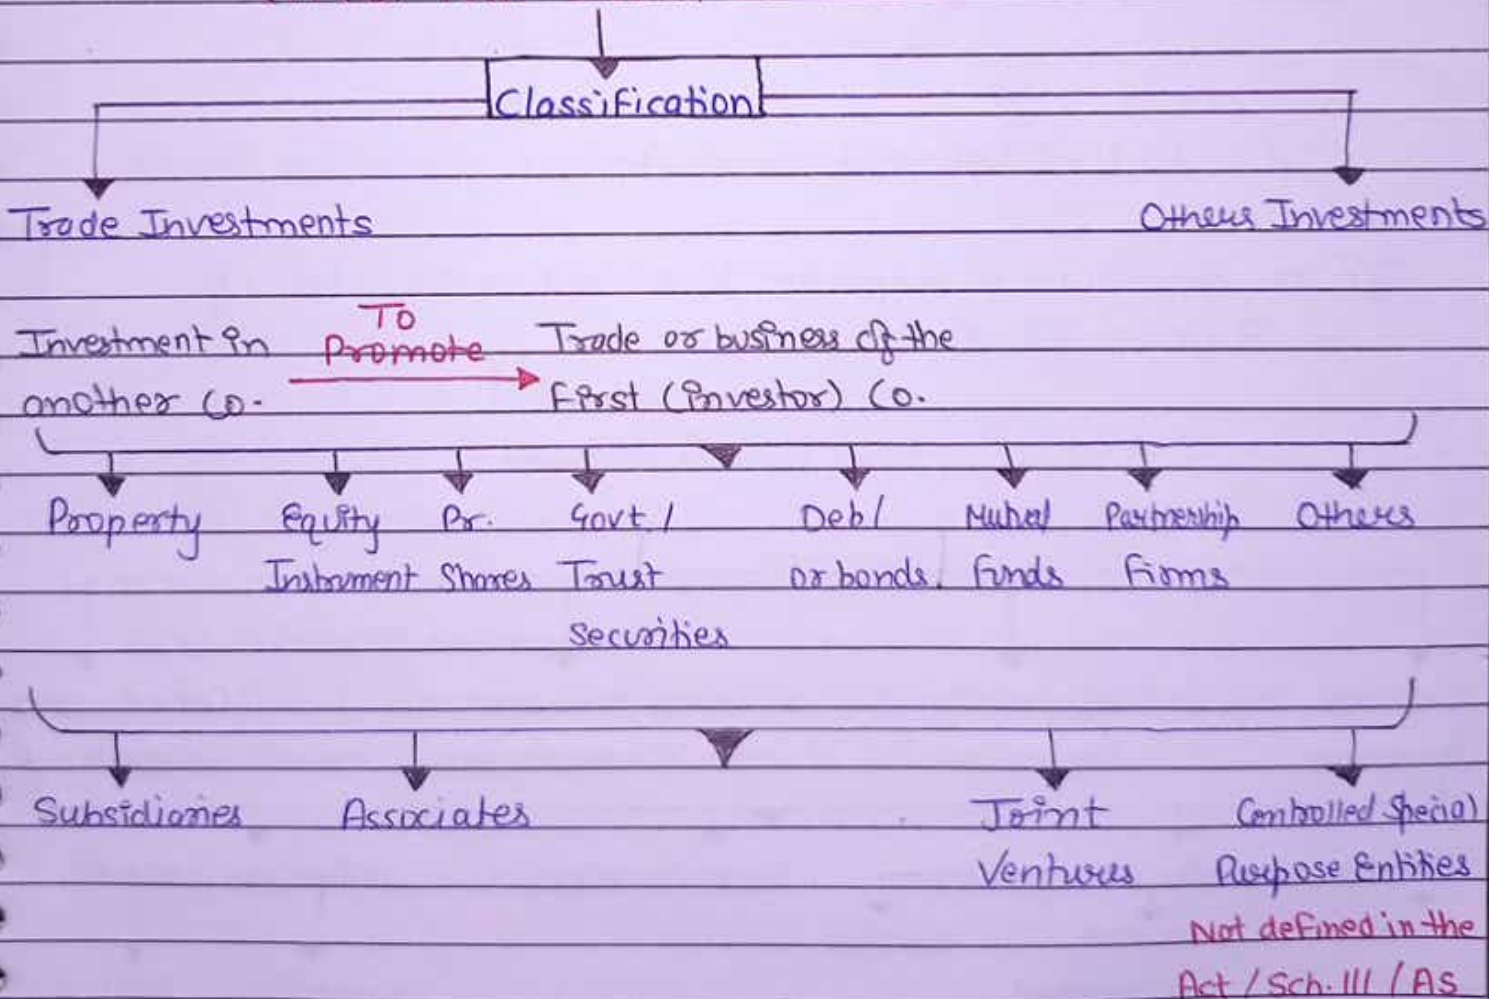 Classification
Trade Investments
Others Investments
Investment in
another Co.
TO
Promote
Trade or business of the
First (investor) Co.
Property
Equity
Instrument
Pr.
Shares
Govt. /
Trust
Securities
Deb/
or bonds.
Mutual
Funds
Partnership
Firms
Others
Subsidiaries
Associates
Joint
Ventures
Controlled Special
Purpose Entities
Not defined in the
Act / Sch. III / AS